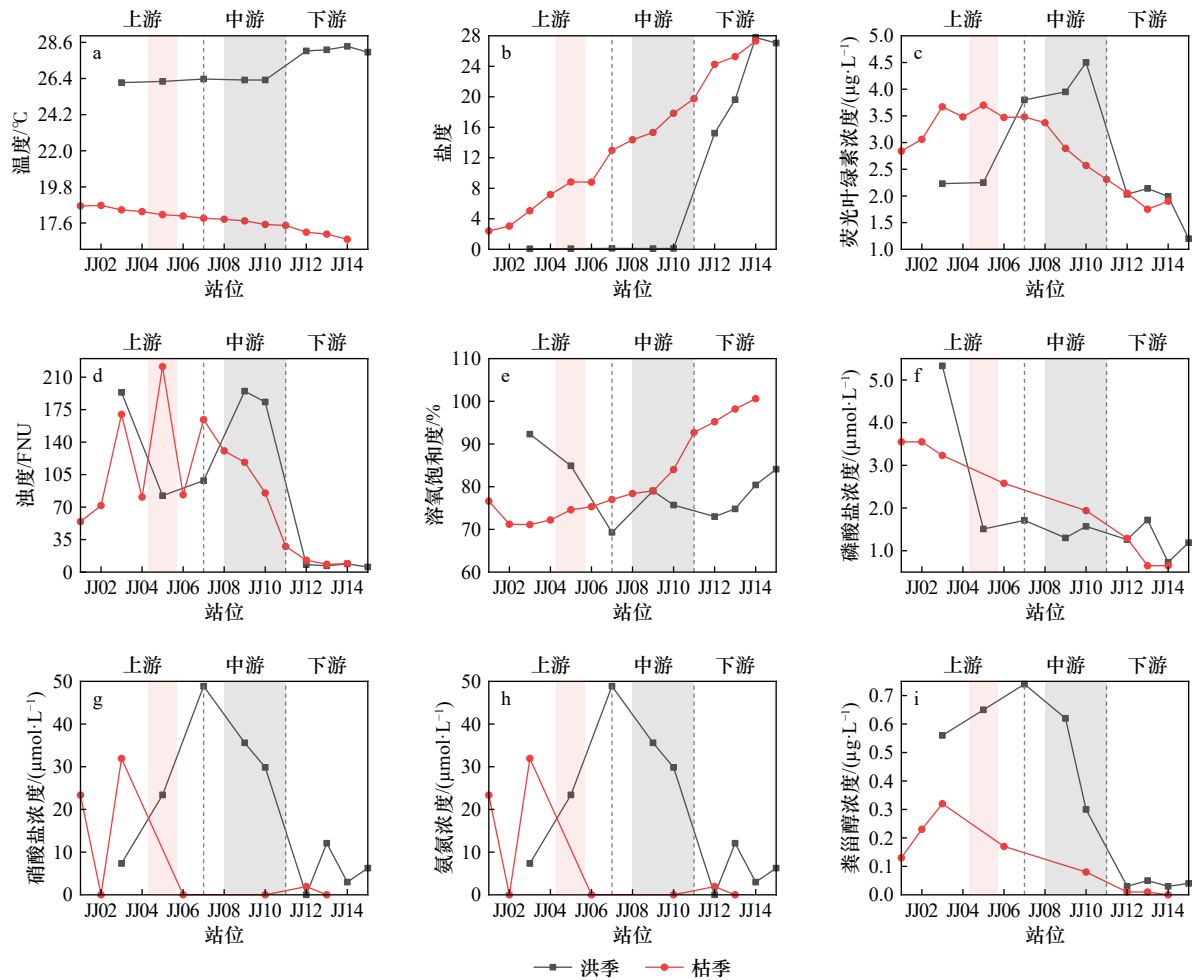 上游 中游 下游
上游 中游 下游
上游 中游 下游
a
28.6
26.4
24.2
22.0
19.8
17.6
温度/℃
JJ02 JJ04 JJ06 JJ08 JJ10 JJ12 JJ14
站位
b
28
24
20
16
12
8
4
0
盐度
JJ02 JJ04 JJ06 JJ08 JJ10 JJ12 JJ14
站位
c
5.0
4.5
4.0
3.5
3.0
2.5
2.0
1.5
1.0
荧光叶绿素浓度/(μg·L⁻¹)
JJ02 JJ04 JJ06 JJ08 JJ10 JJ12 JJ14
站位
上游 中游 下游
上游 中游 下游
上游 中游 下游
d
210
175
140
105
70
35
0
浊度/FNU
JJ02 JJ04 JJ06 JJ08 JJ10 JJ12 JJ14
站位
e
110
100
90
80
70
60
溶氧饱和度/%
JJ02 JJ04 JJ06 JJ08 JJ10 JJ12 JJ14
站位
f
5.0
4.0
3.0
2.0
1.0
磷酸盐浓度/(μmol·L⁻¹)
JJ02 JJ04 JJ06 JJ08 JJ10 JJ12 JJ14
站位
上游 中游 下游
上游 中游 下游
上游 中游 下游
g
50
40
30
20
10
0
硝酸盐浓度/(μmol·L⁻¹)
JJ02 JJ04 JJ06 JJ08 JJ10 JJ12 JJ14
站位
h
50
40
30
20
10
0
氨氮浓度/(μmol·L⁻¹)
JJ02 JJ04 JJ06 JJ08 JJ10 JJ12 JJ14
站位
i
0.7
0.6
0.5
0.4
0.3
0.2
0.1
0.0
粪甾醇浓度/(μg·L⁻¹)
JJ02 JJ04 JJ06 JJ08 JJ10 JJ12 JJ14
站位
洪季 枯季